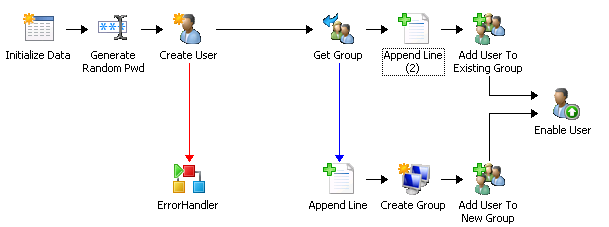 Initialize Data
Generate
Random Pwd
Create User
Get Group
Append Line
(2)
Add User To
Existing Group
Enable User
ErrorHandler
Append Line
Create Group
Add User To
New Group